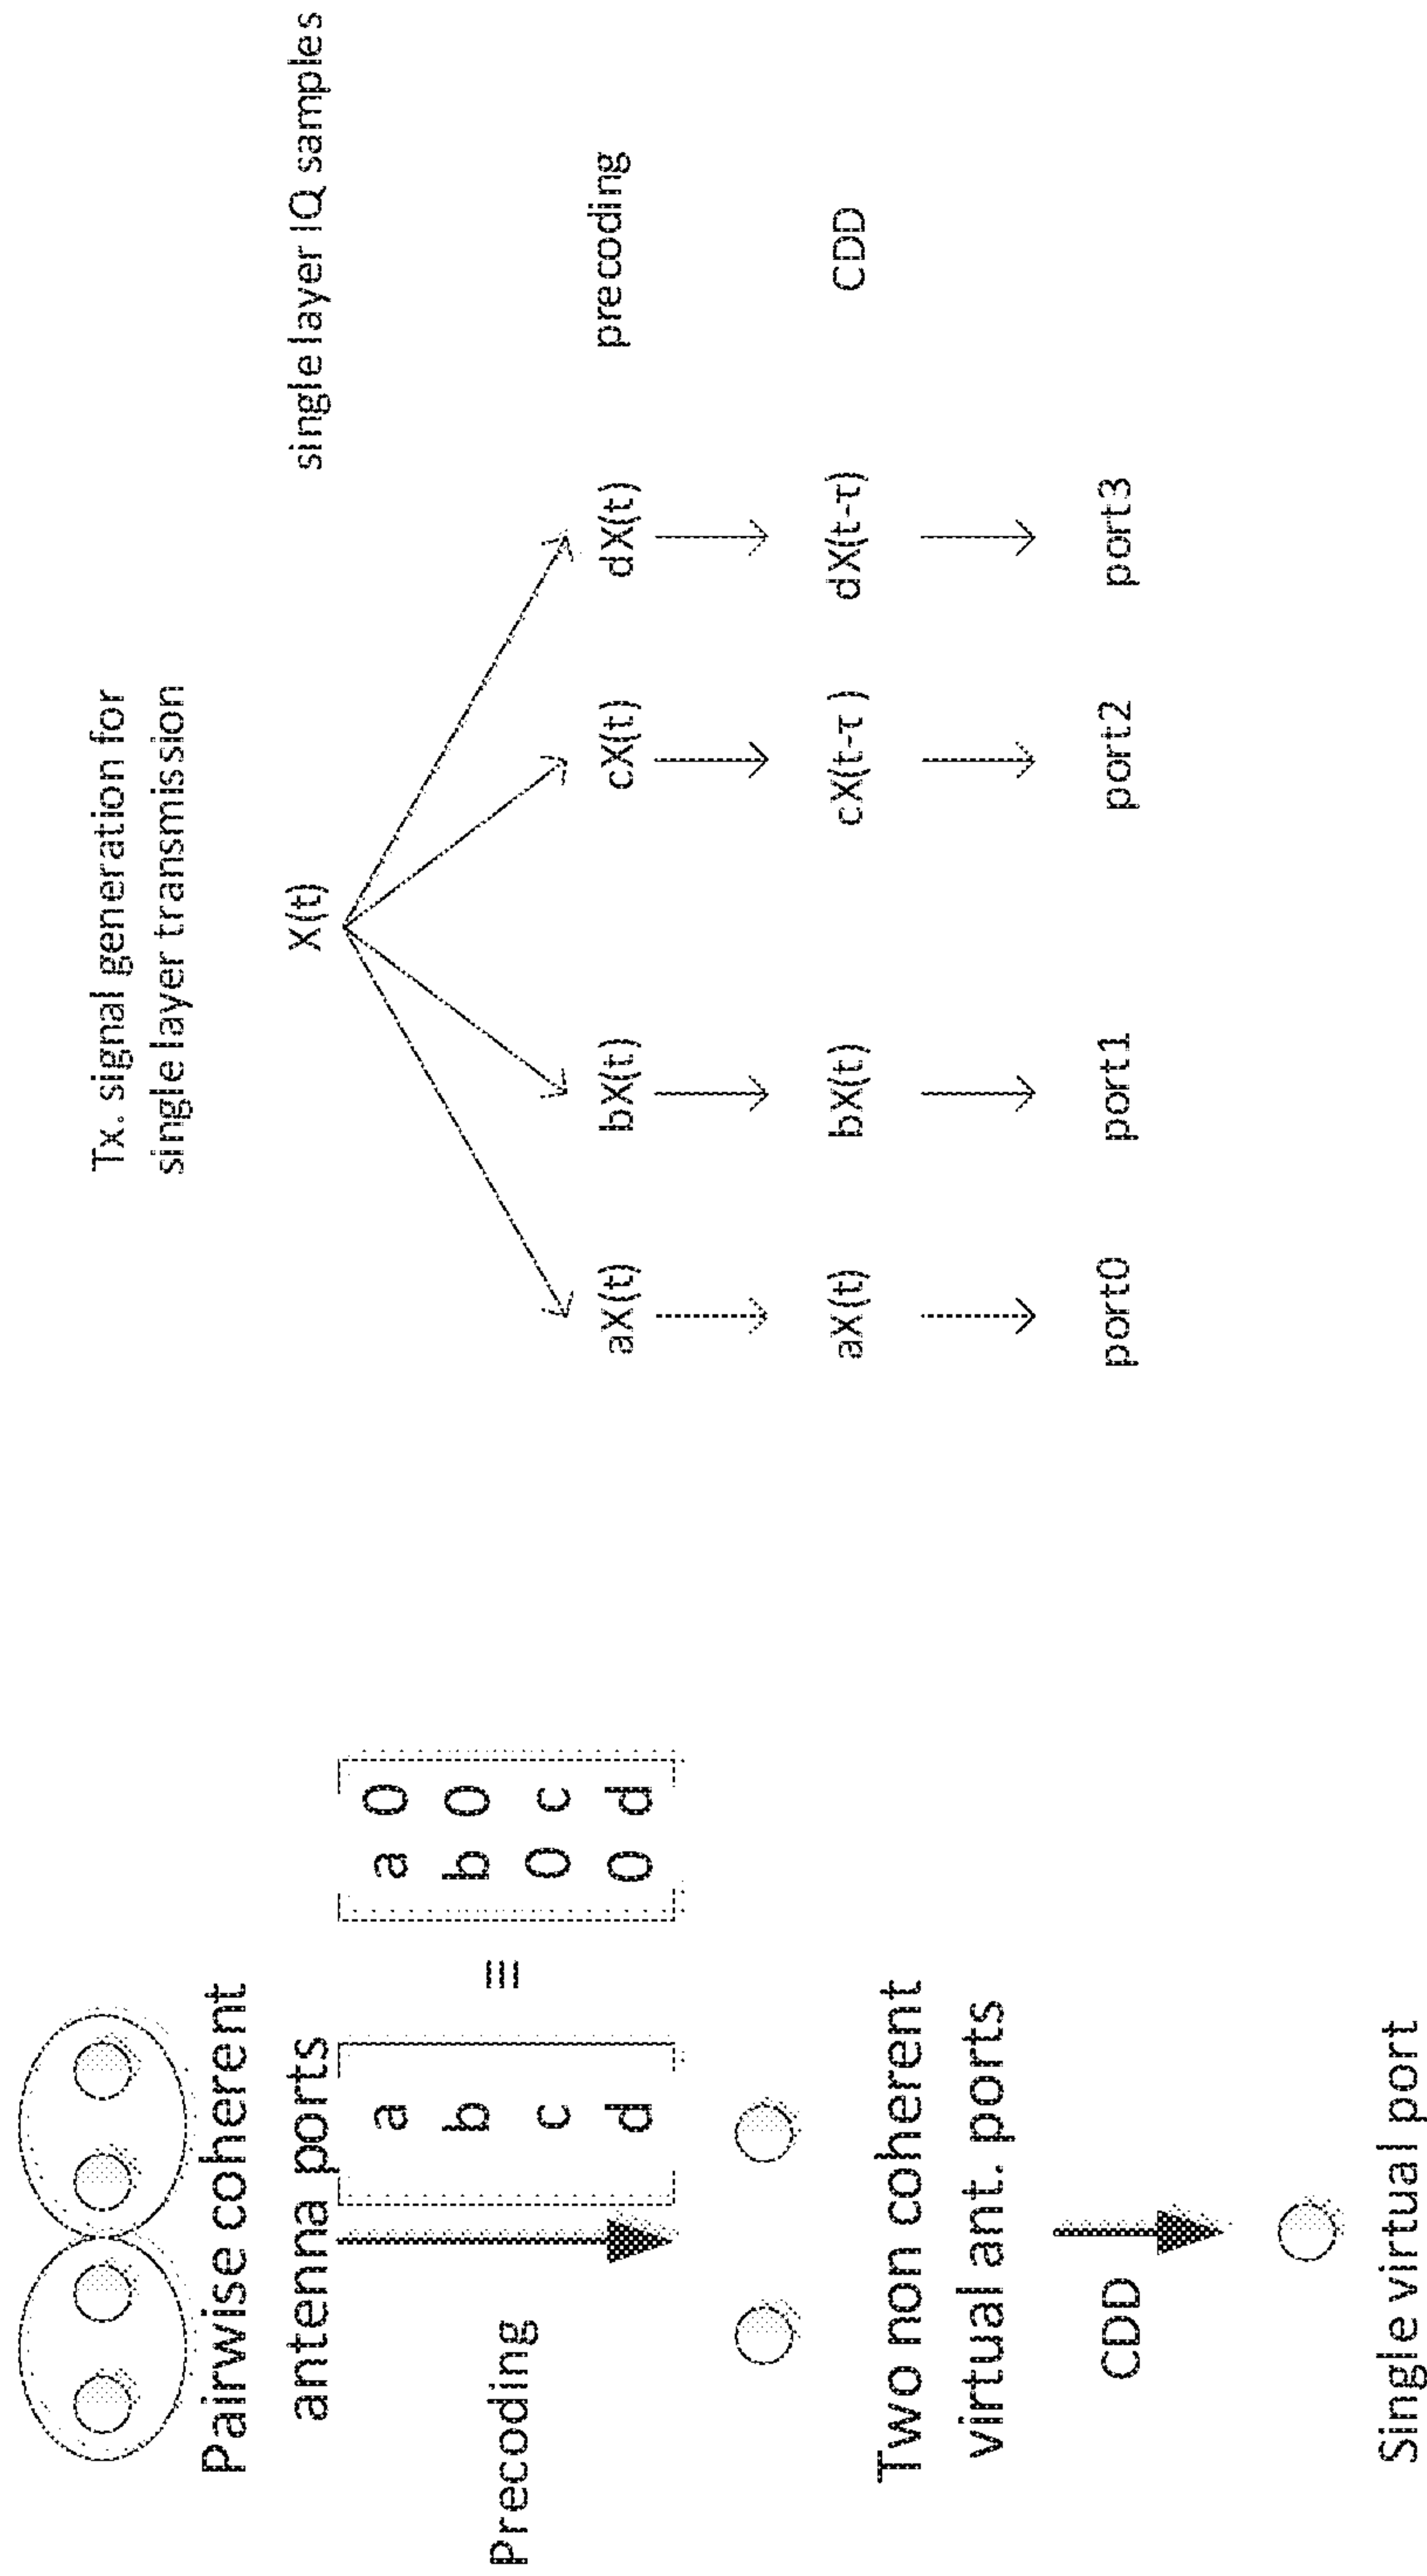 Pairwise coherent
antenna ports
Precoding
a
b
c
d
≡
a 0
b 0
0 c
0 d
Two non coherent
virtual ant. ports
CDD
Single virtual port
Tx. signal generation for
single layer transmission
X(t)
single layer IQ samples
aX(t) bX(t) cX(t) dX(t) precoding
aX(t) bX(t) cX(t-τ) dX(t-τ) CDD
port0 port1 port2 port3